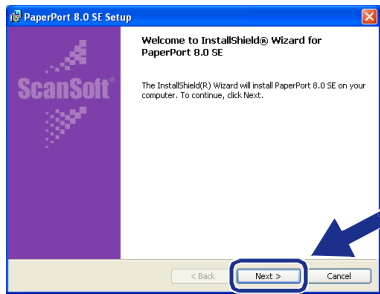 PaperPort 8.0 SE Setup
Welcome to InstallShield® Wizard for
PaperPort 8.0 SE
ScanSoft®
The InstallShield(R) Wizard will install PaperPort 8.0 SE on your
computer. To continue, click Next.
< Back Next > Cancel